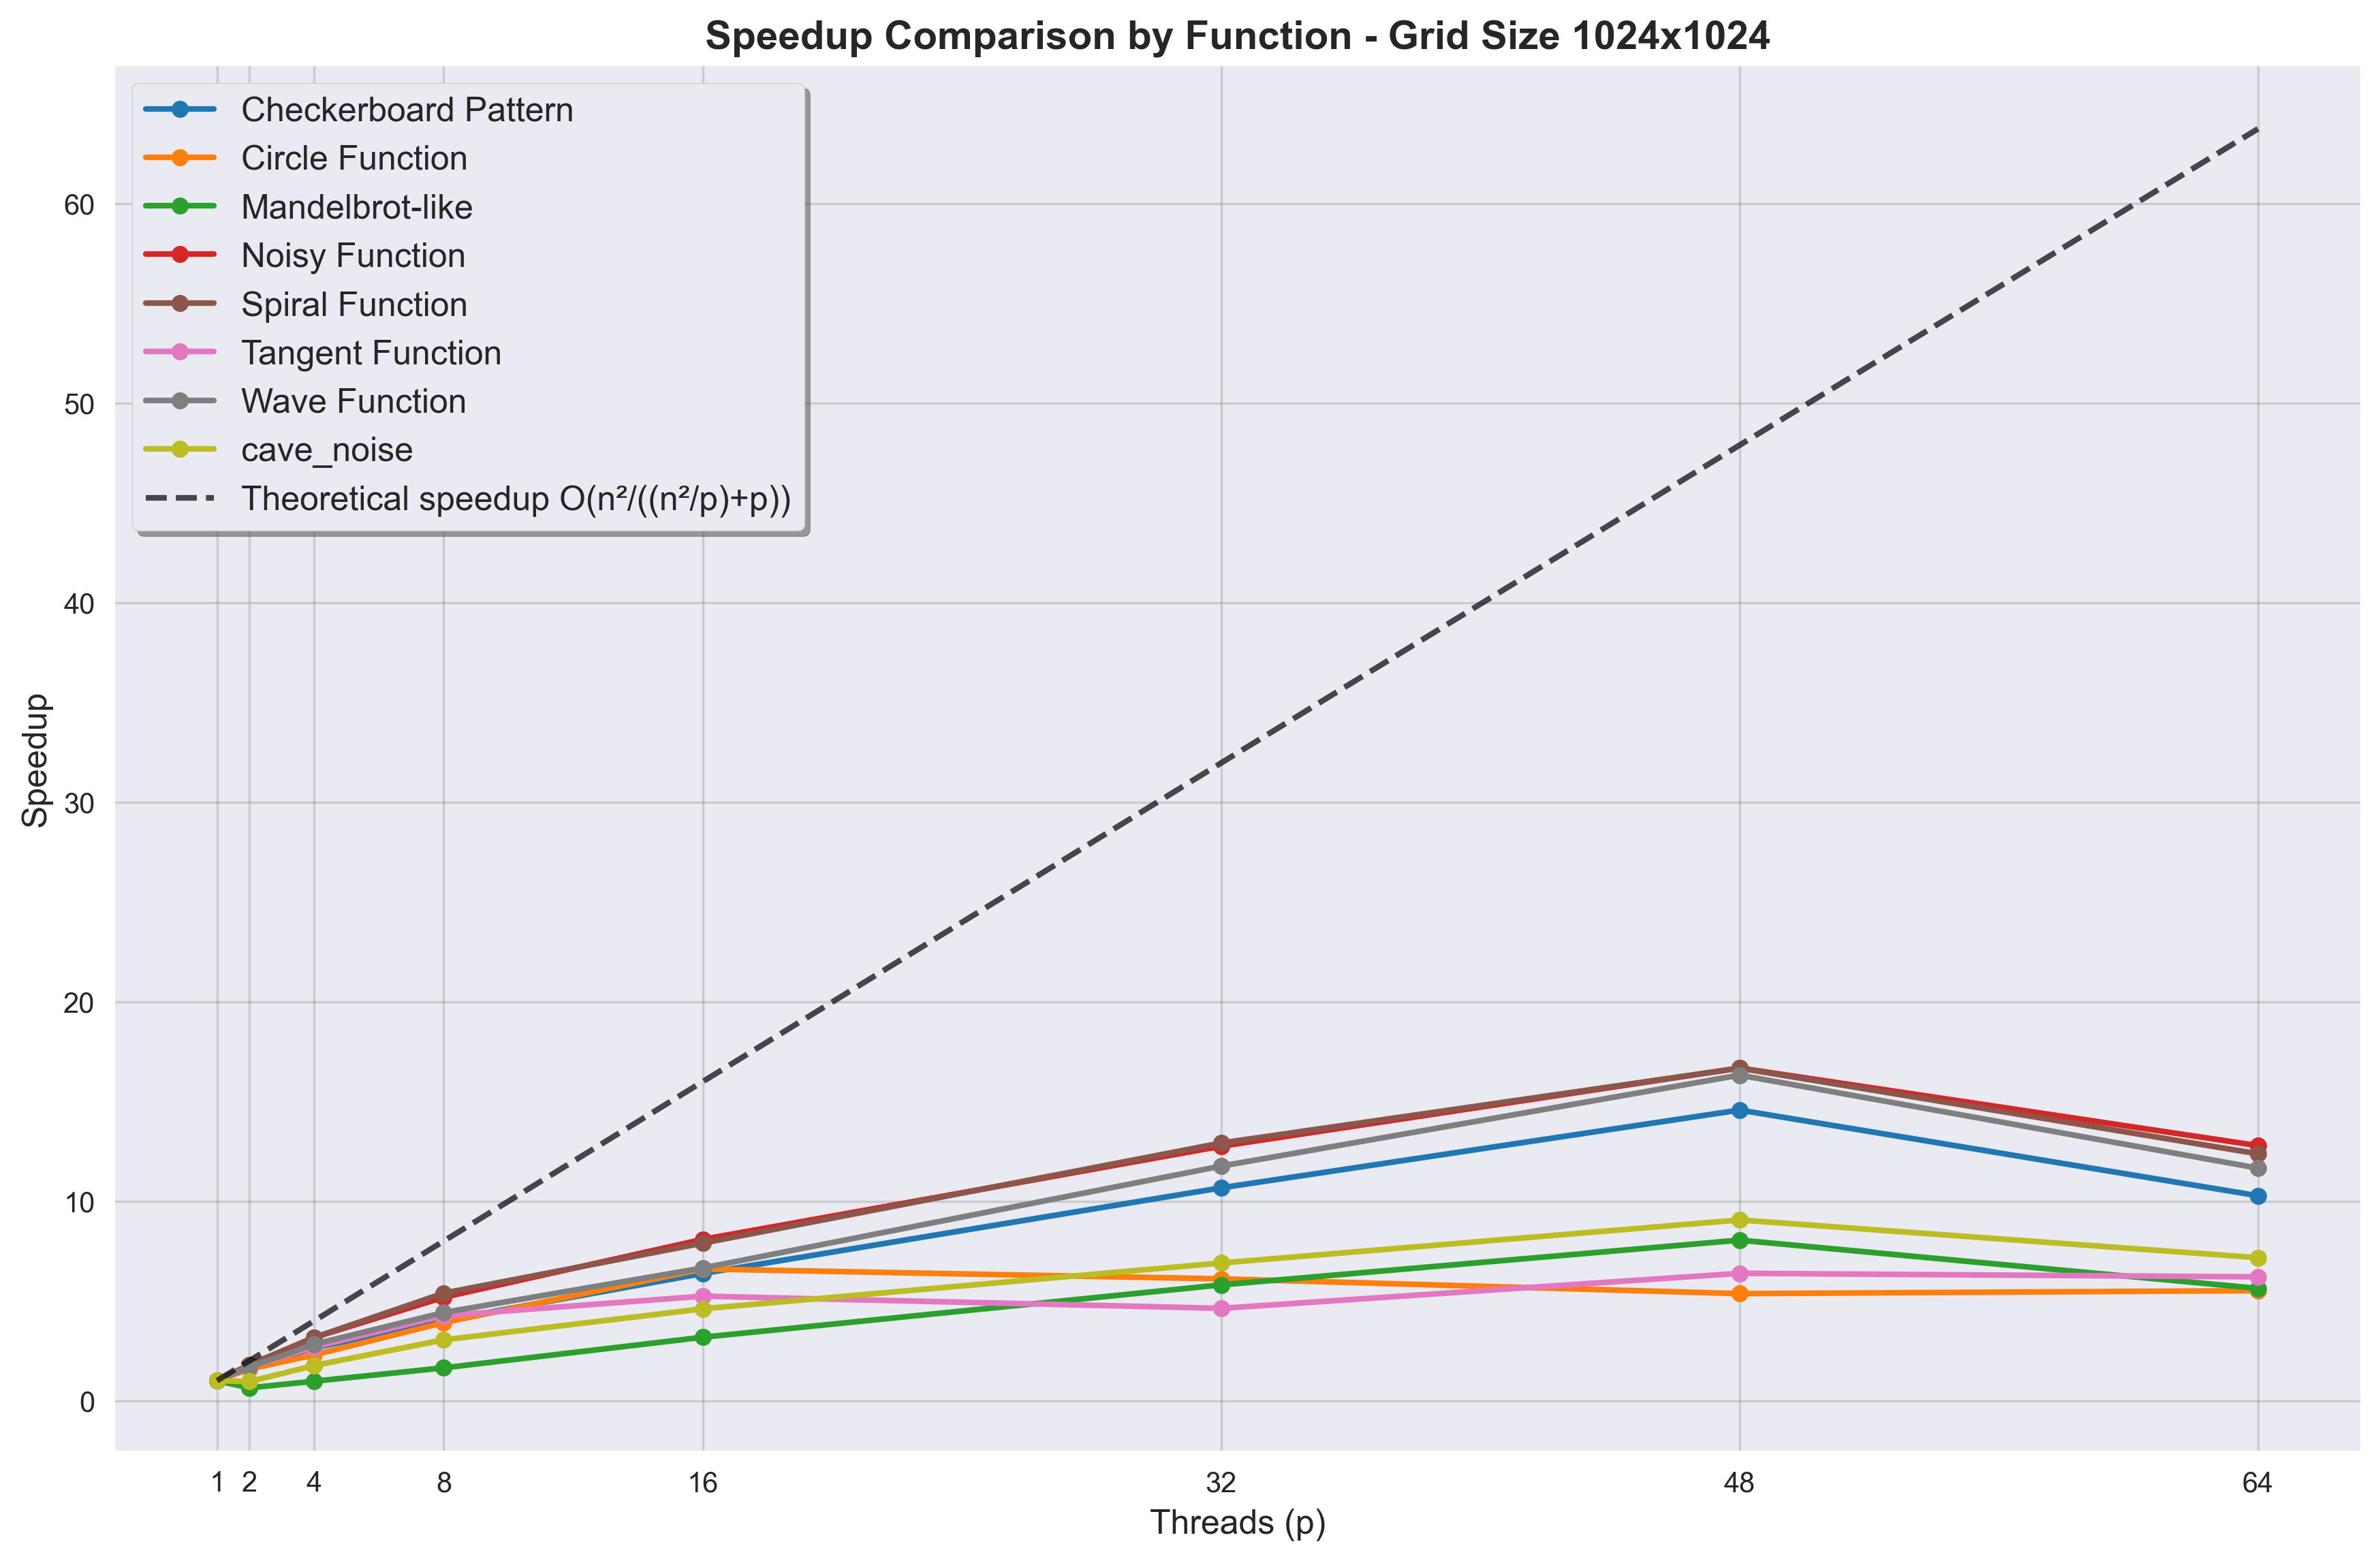 Speedup Comparison by Function - Grid Size 1024x1024
Checkerboard Pattern
Circle Function
Mandelbrot-like
Noisy Function
Spiral Function
Tangent Function
Wave Function
cave_noise
Theoretical speedup O(n²/((n²/p)+p))
Speedup
60
50
40
30
20
10
0
1 2 4 8 16 32 48 64
Threads (p)